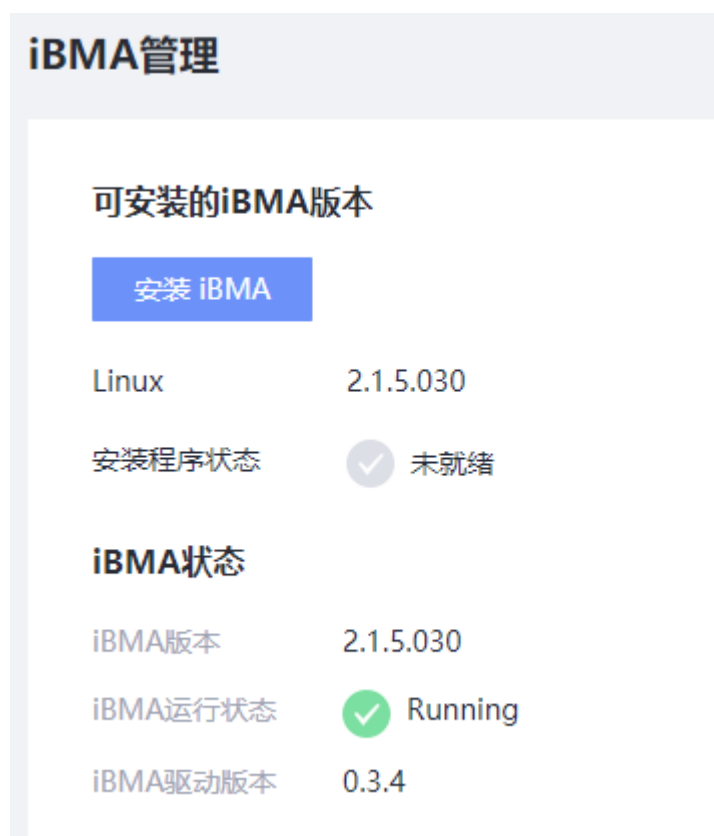 iBMA管理
可安装的iBMA版本
安装 iBMA
Linux 2.1.5.030
安装程序状态 未就绪
iBMA状态
iBMA版本 2.1.5.030
iBMA运行状态 Running
iBMA驱动版本 0.3.4